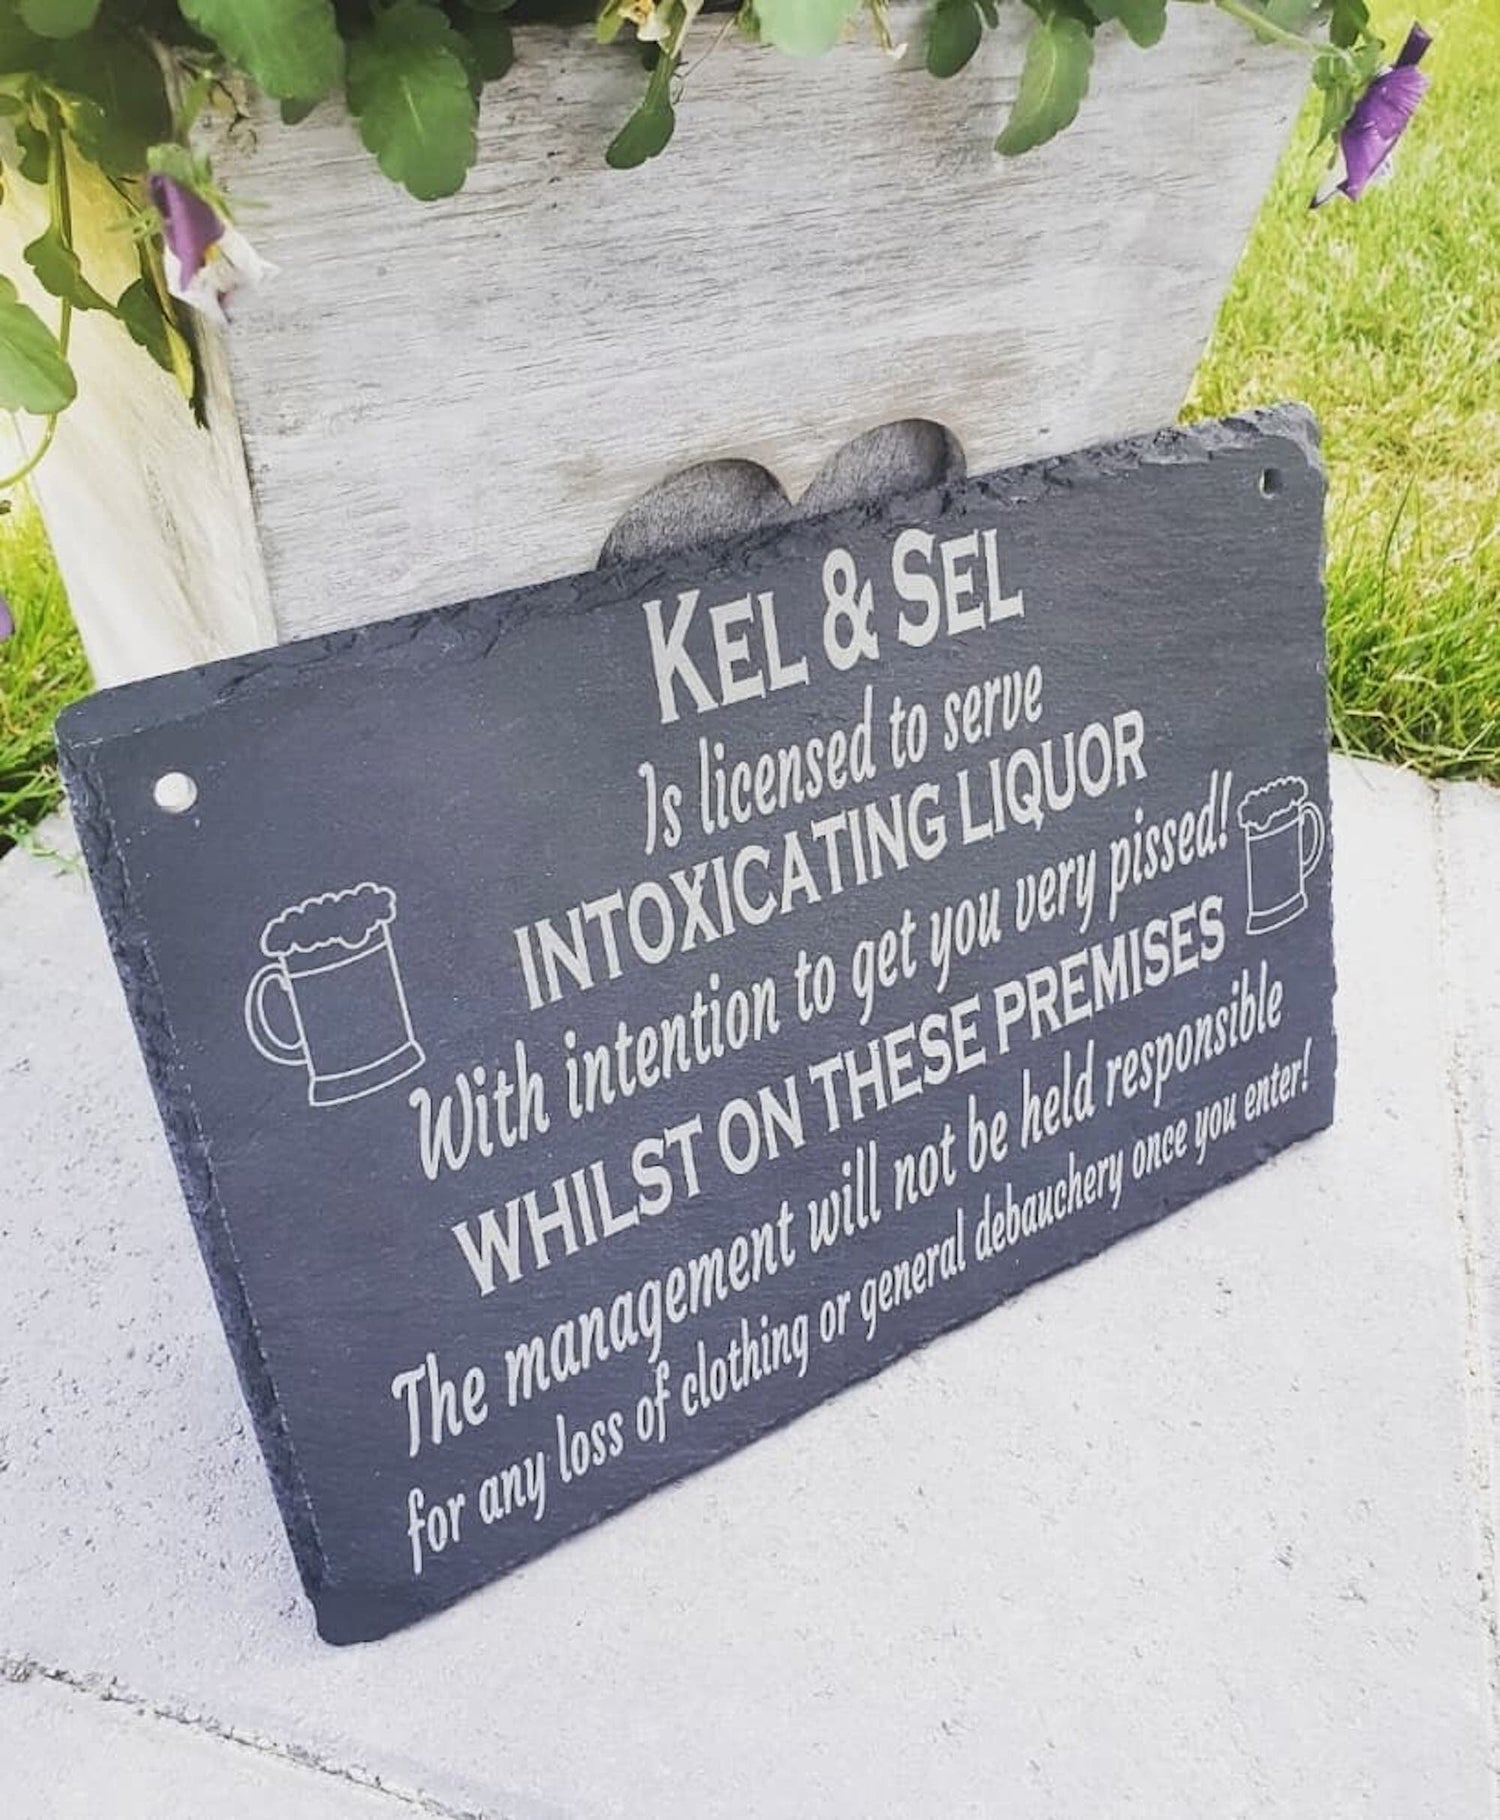 KEL & SEL
Is licensed to serve
INTOXICATING LIQUOR
With intention to get you very pissed!
WHILST ON THESE PREMISES
The management will not be held responsible
for any loss of clothing or general debauchery once you enter!